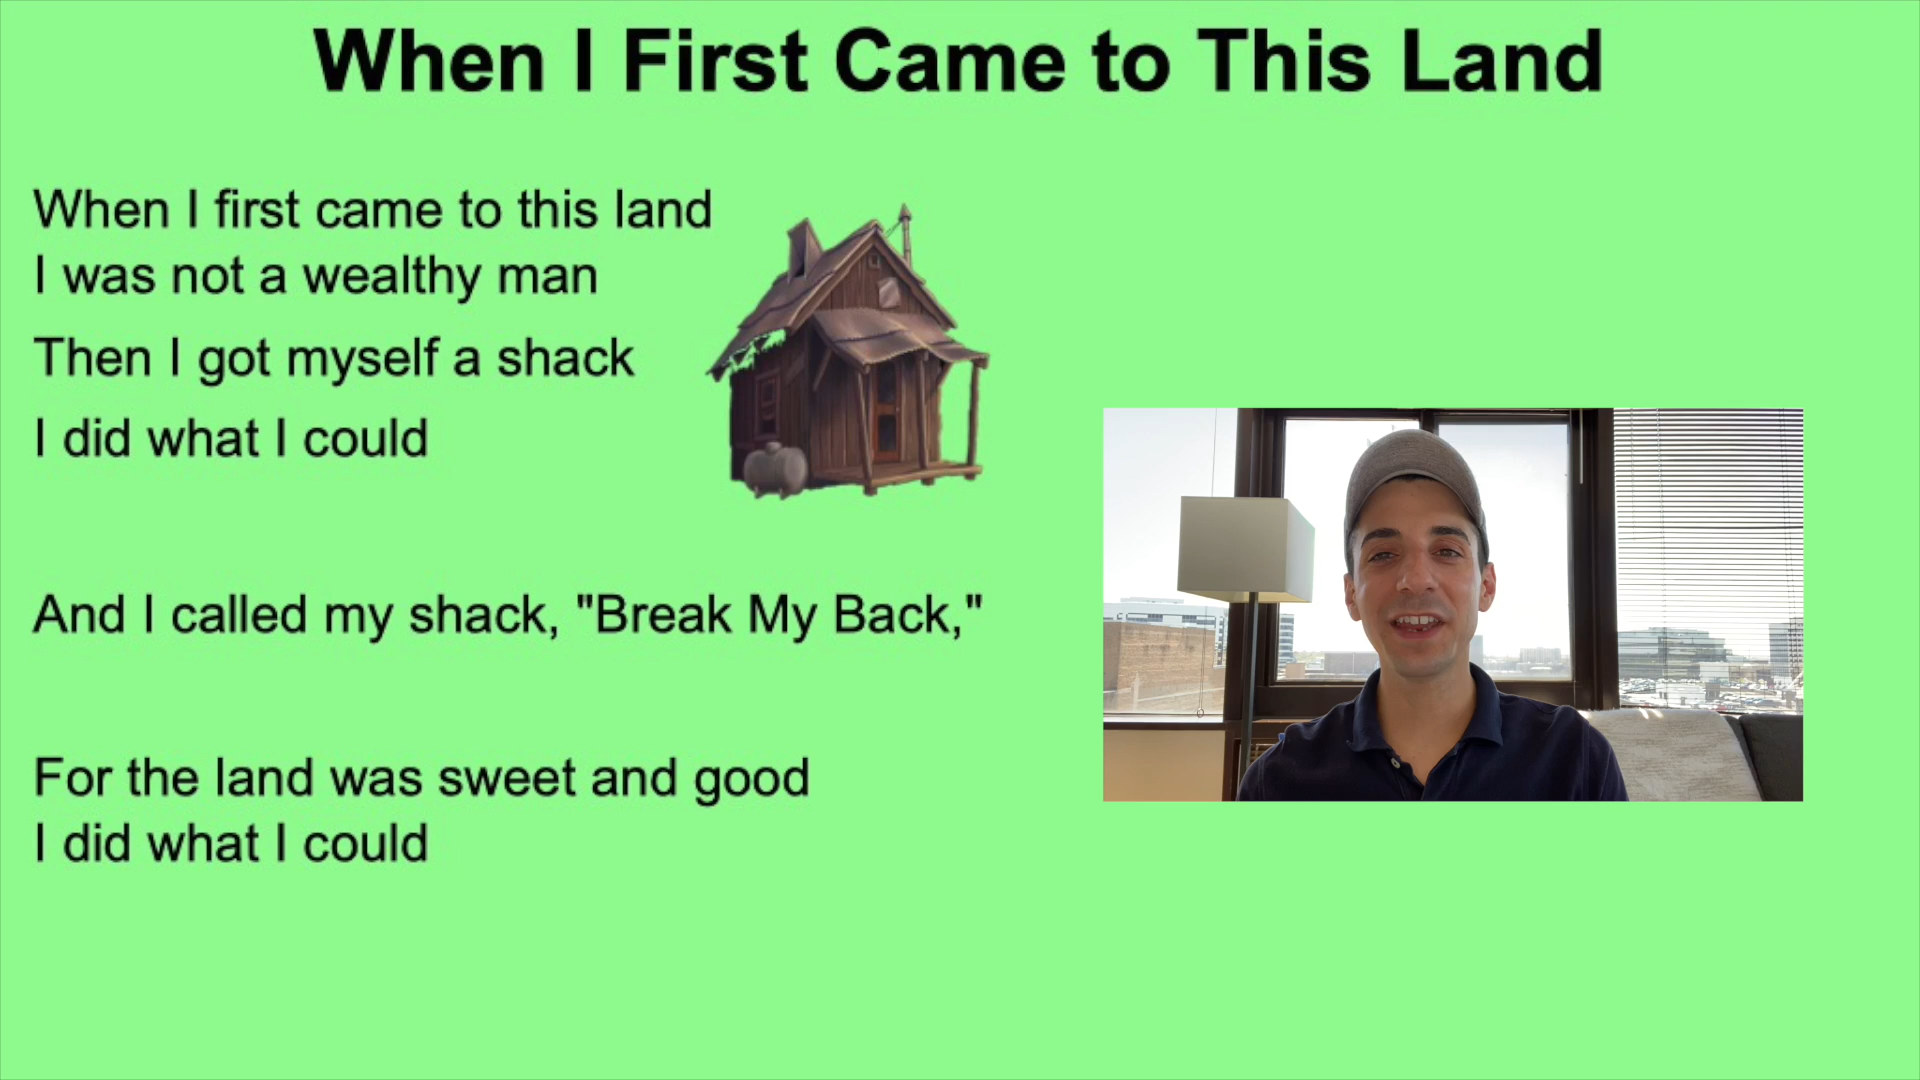 When I First Came to This Land
When I first came to this land
I was not a wealthy man
Then I got myself a shack
I did what I could
And I called my shack, "Break My Back,"
For the land was sweet and good
I did what I could